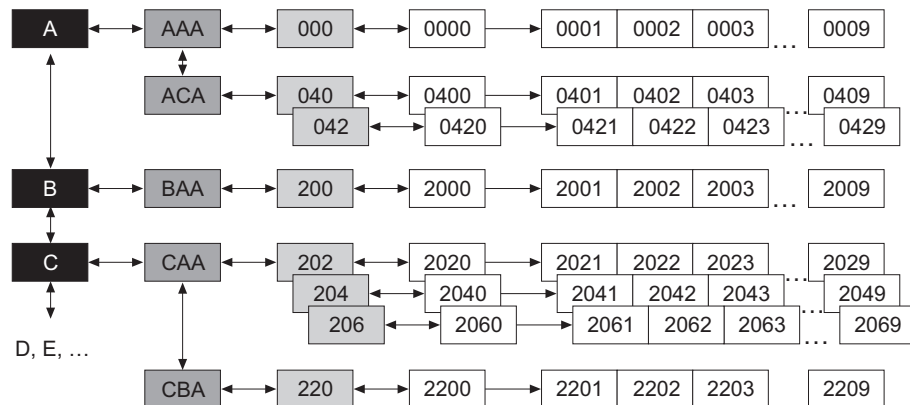 A AAA 000 0000 0001 0002 0003 ... 0009
ACA 040 0400 0401 0402 0403 ... 0409
042 0420 0421 0422 0423 ... 0429
B BAA 200 2000 2001 2002 2003 ... 2009
C CAA 202 2020 2021 2022 2023 ... 2029
204 2040 2041 2042 2043 ... 2049
206 2060 2061 2062 2063 ... 2069
D, E, ...
CBA 220 2200 2201 2202 2203 2209